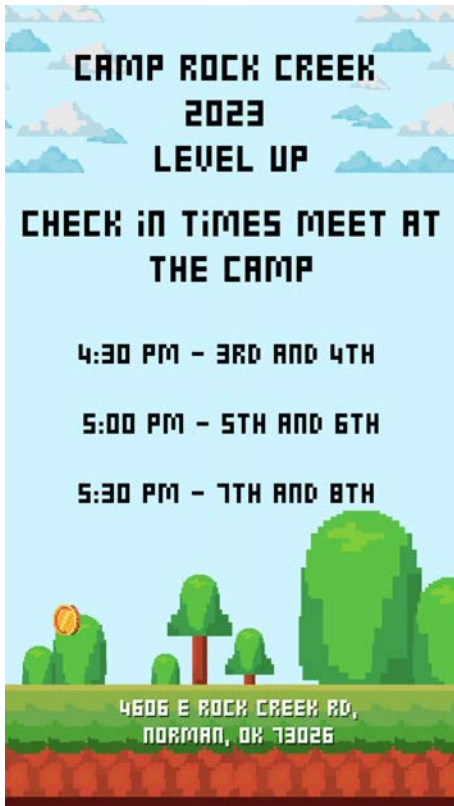 CAMP ROCK CREEK
2023
LEVEL UP
CHECK iN TiMES MEET AT
THE CAMP
4:30 PM - 3RD AND 4TH
5:00 PM - 5TH AND 6TH
5:30 PM - 7TH AND 8TH
4606 E ROCK CREEK RD,
NORMAN, OK 73026